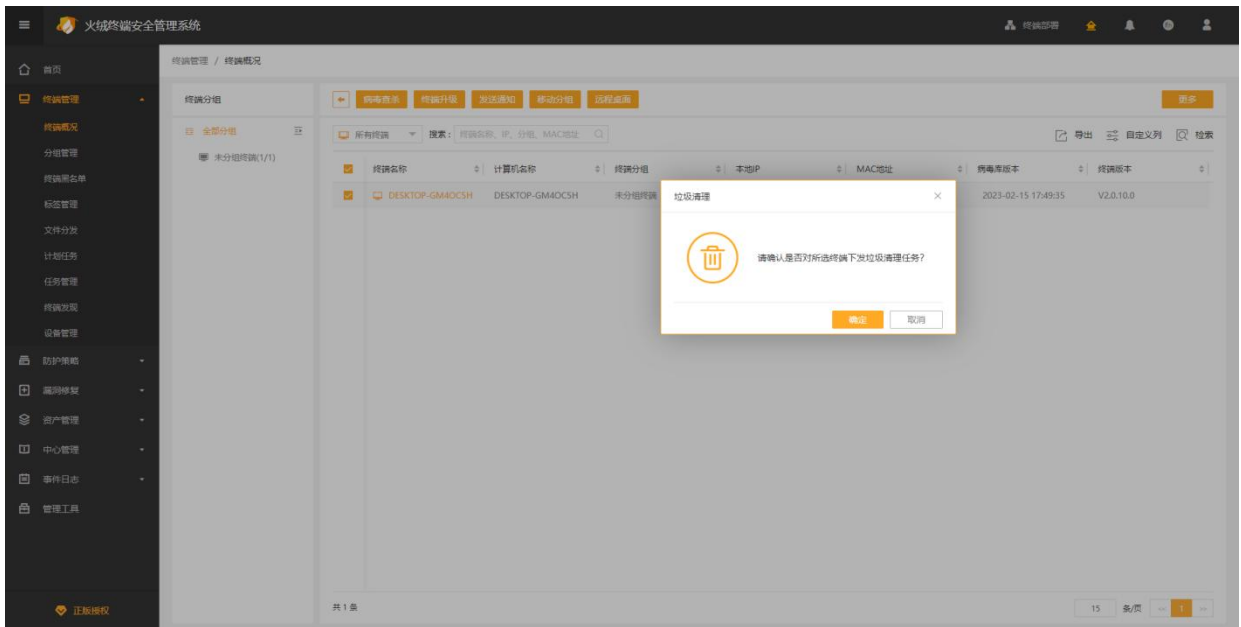 火绒终端安全管理系统
终端部署
首页
终端管理
终端概况
分组管理
终端黑名单
标签管理
文件分发
计划任务
任务管理
终端发现
设备管理
防护策略
漏洞修复
资产管理
中心管理
事件日志
管理工具
正版授权
终端管理 / 终端概况
终端分组
全部分组
未分组终端(1/1)
病毒查杀 终端升级 发送通知 移动分组 远程桌面 更多
所有终端 搜索: 终端名称、IP、分组、MAC地址 导出 自定义列 检索
终端名称 计算机名称 终端分组 本地IP MAC地址 病毒库版本 终端版本
DESKTOP-GM4OCSH DESKTOP-GM4OCSH 未分组终端 2023-02-15 17:49:35 V2.0.10.0
垃圾清理
请确认是否对所选终端下发垃圾清理任务?
确定 取消
共 1 条 15 条/页 1